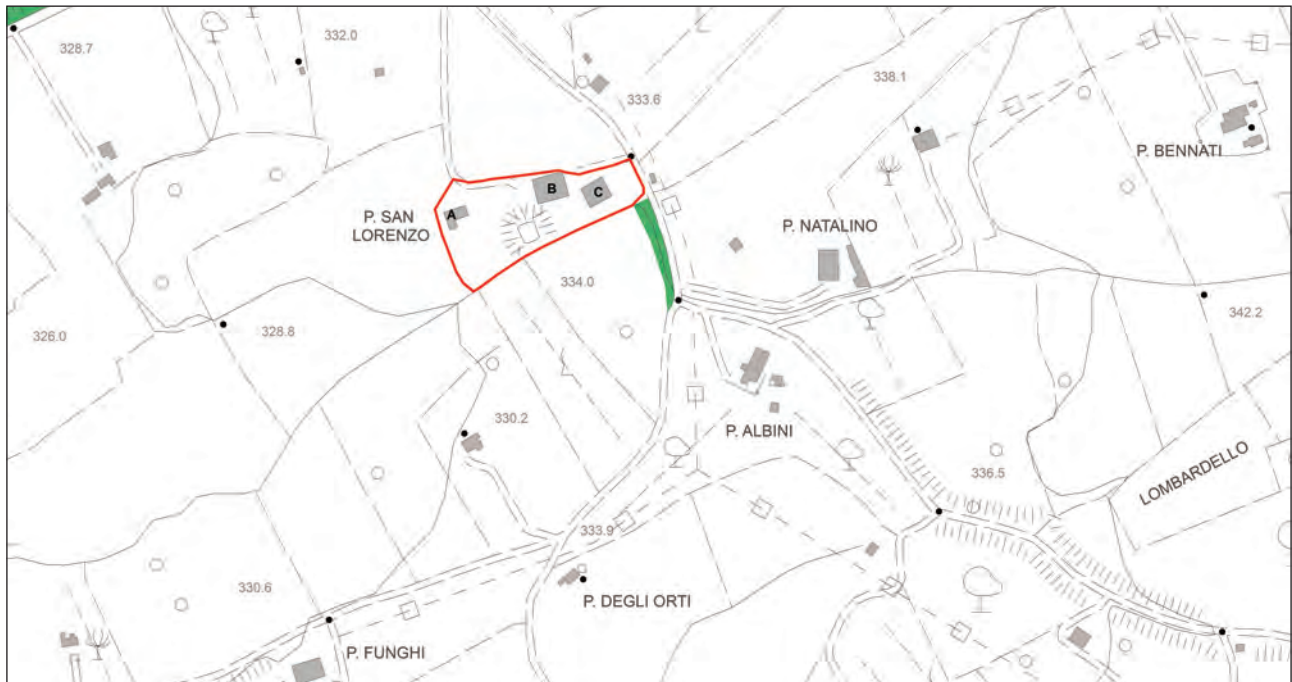 328.7
332.0
333.6
338.1
P. BENNATI
B
C
A
P. SAN
LORENZO
P. NATALINO
334.0
326.0
328.8
342.2
330.2
P. ALBINI
336.5
LOMBARDELLO
333.9
330.6
P. DEGLI ORTI
P. FUNGHI